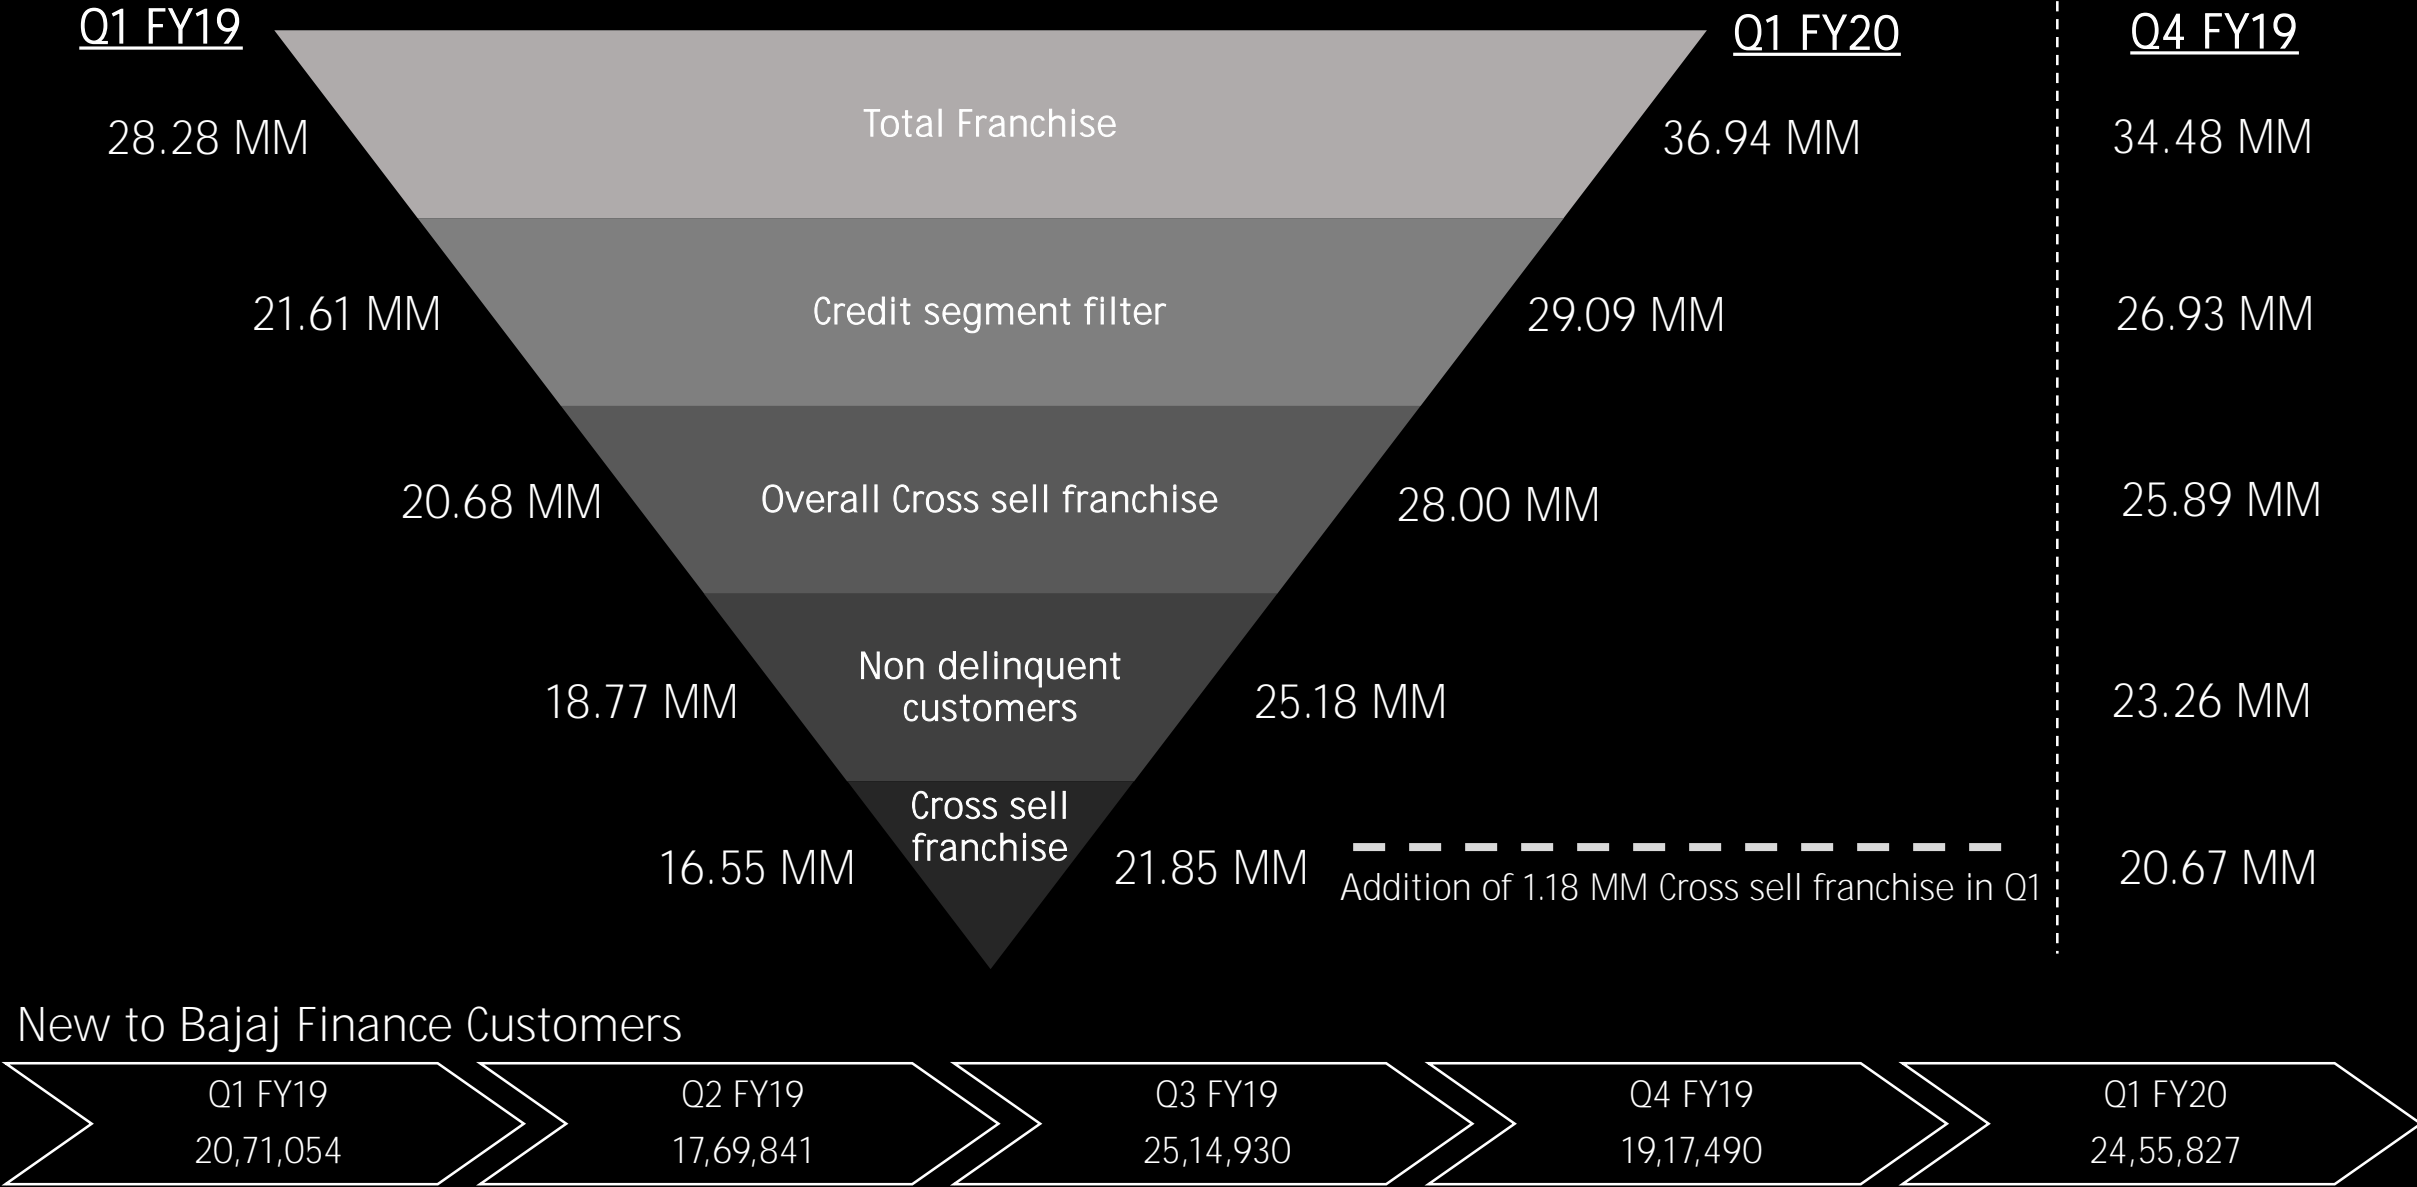 Q1 FY19
Q1 FY20
Q4 FY19
28.28 MM
Total Franchise
36.94 MM
34.48 MM
21.61 MM
Credit segment filter
29.09 MM
26.93 MM
20.68 MM
Overall Cross sell franchise
28.00 MM
25.89 MM
18.77 MM
Non delinquent
customers
25.18 MM
23.26 MM
16.55 MM
Cross sell
franchise
21.85 MM
Addition of 1.18 MM Cross sell franchise in Q1
20.67 MM
New to Bajaj Finance Customers
Q1 FY19
20,71,054
Q2 FY19
17,69,841
Q3 FY19
25,14,930
Q4 FY19
19,17,490
Q1 FY20
24,55,827